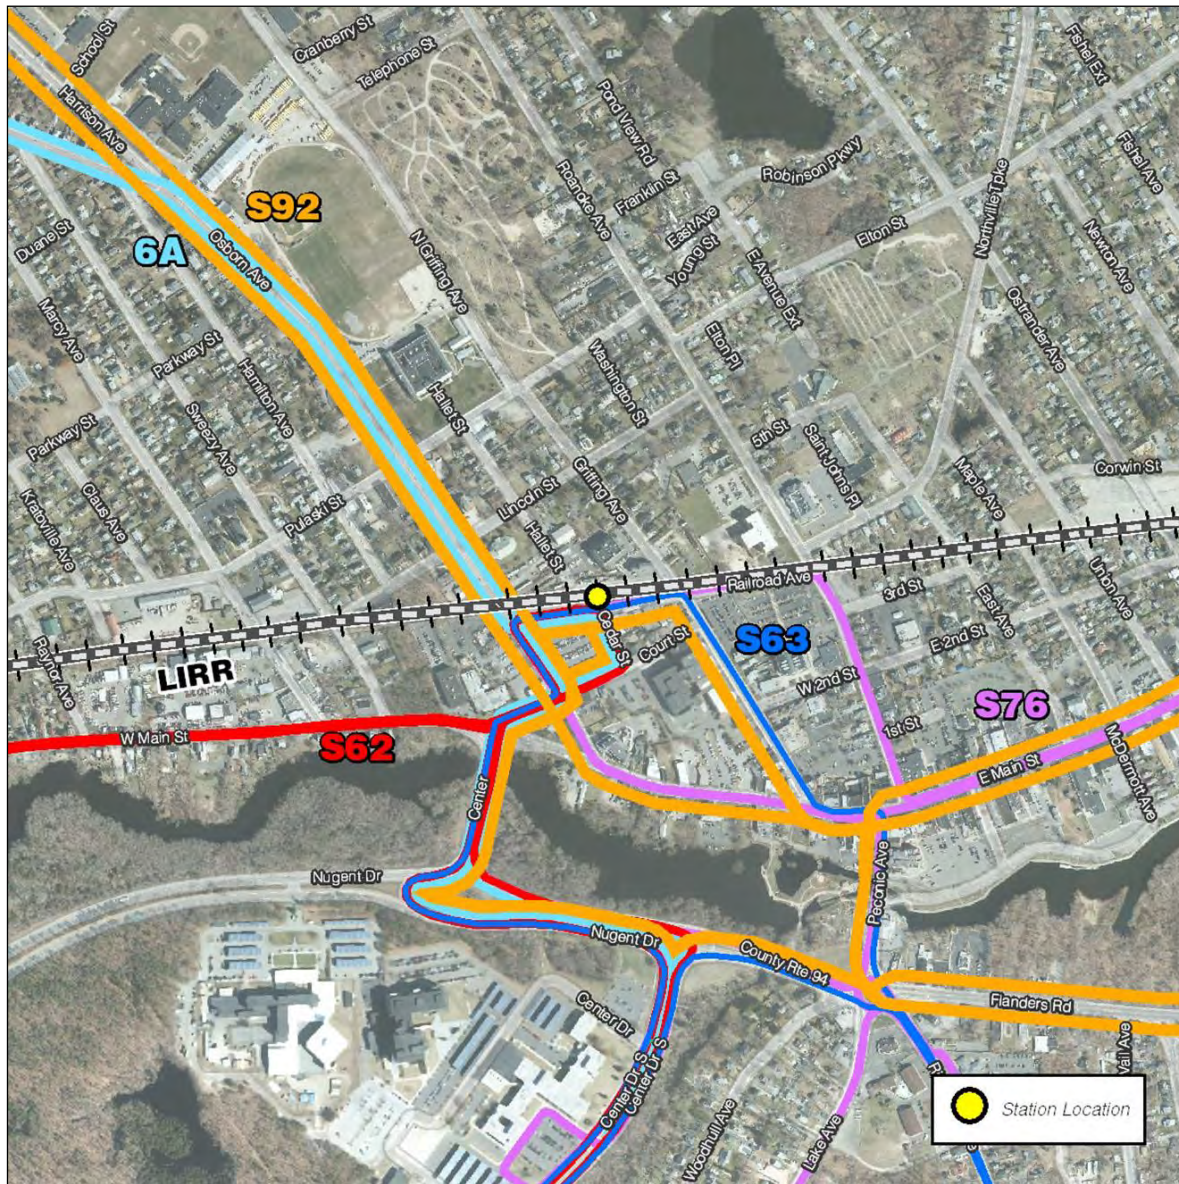 School St
Cranberry St
Telephone St
Fishel Ext
Harrison Ave
Pond View Rd
Robinson Pkwy
Fishel Ave
Northville Tpke
Franklin St
Roanoke Ave
S92
East Ave
Elton St
Duane St
6A
Osborn Ave
N Griffing Ave
Young St
E Avenue Ext
Newton Ave
Ostrander Ave
Marcy Ave
Parkway St
Elton Pl
Washington St
Hamilton Ave
Hallet St
Parkway St
Sweezy Ave
5th St
Saint Johns Pl
Corwin St
Griffing Ave
Lincoln St
Maple Ave
Claus Ave
Pulaski St
Kratoville Ave
Hallet St
Railroad Ave
3rd St
Union Ave
East Ave
Cedar St
Court St
S63
E 2nd St
Raynor Ave
LIRR
W 2nd St
S76
1st St
W Main St
S62
E Main St
McDermott Ave
Center
Nugent Dr
Peconic Ave
Nugent Dr
County Rte 94
Center Dr
Flanders Rd
Center Dr S
Center Dr S
Vail Ave
Woodhull Ave
Lake Ave
Station Location